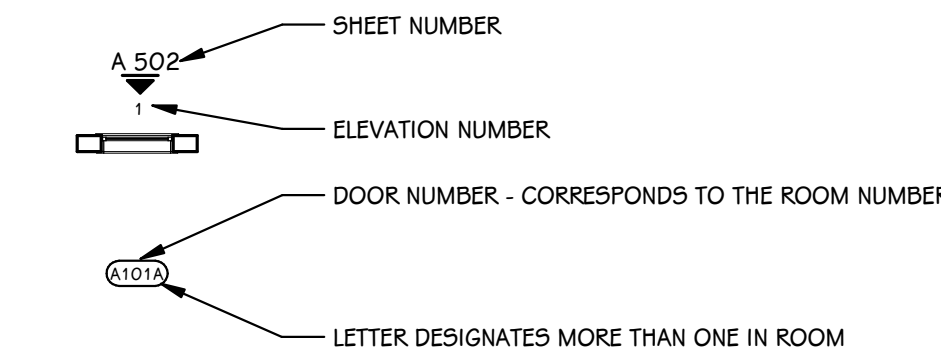 SHEET NUMBER
A 502
1
ELEVATION NUMBER
DOOR NUMBER - CORRESPONDS TO THE ROOM NUMBER
A101A
LETTER DESIGNATES MORE THAN ONE IN ROOM